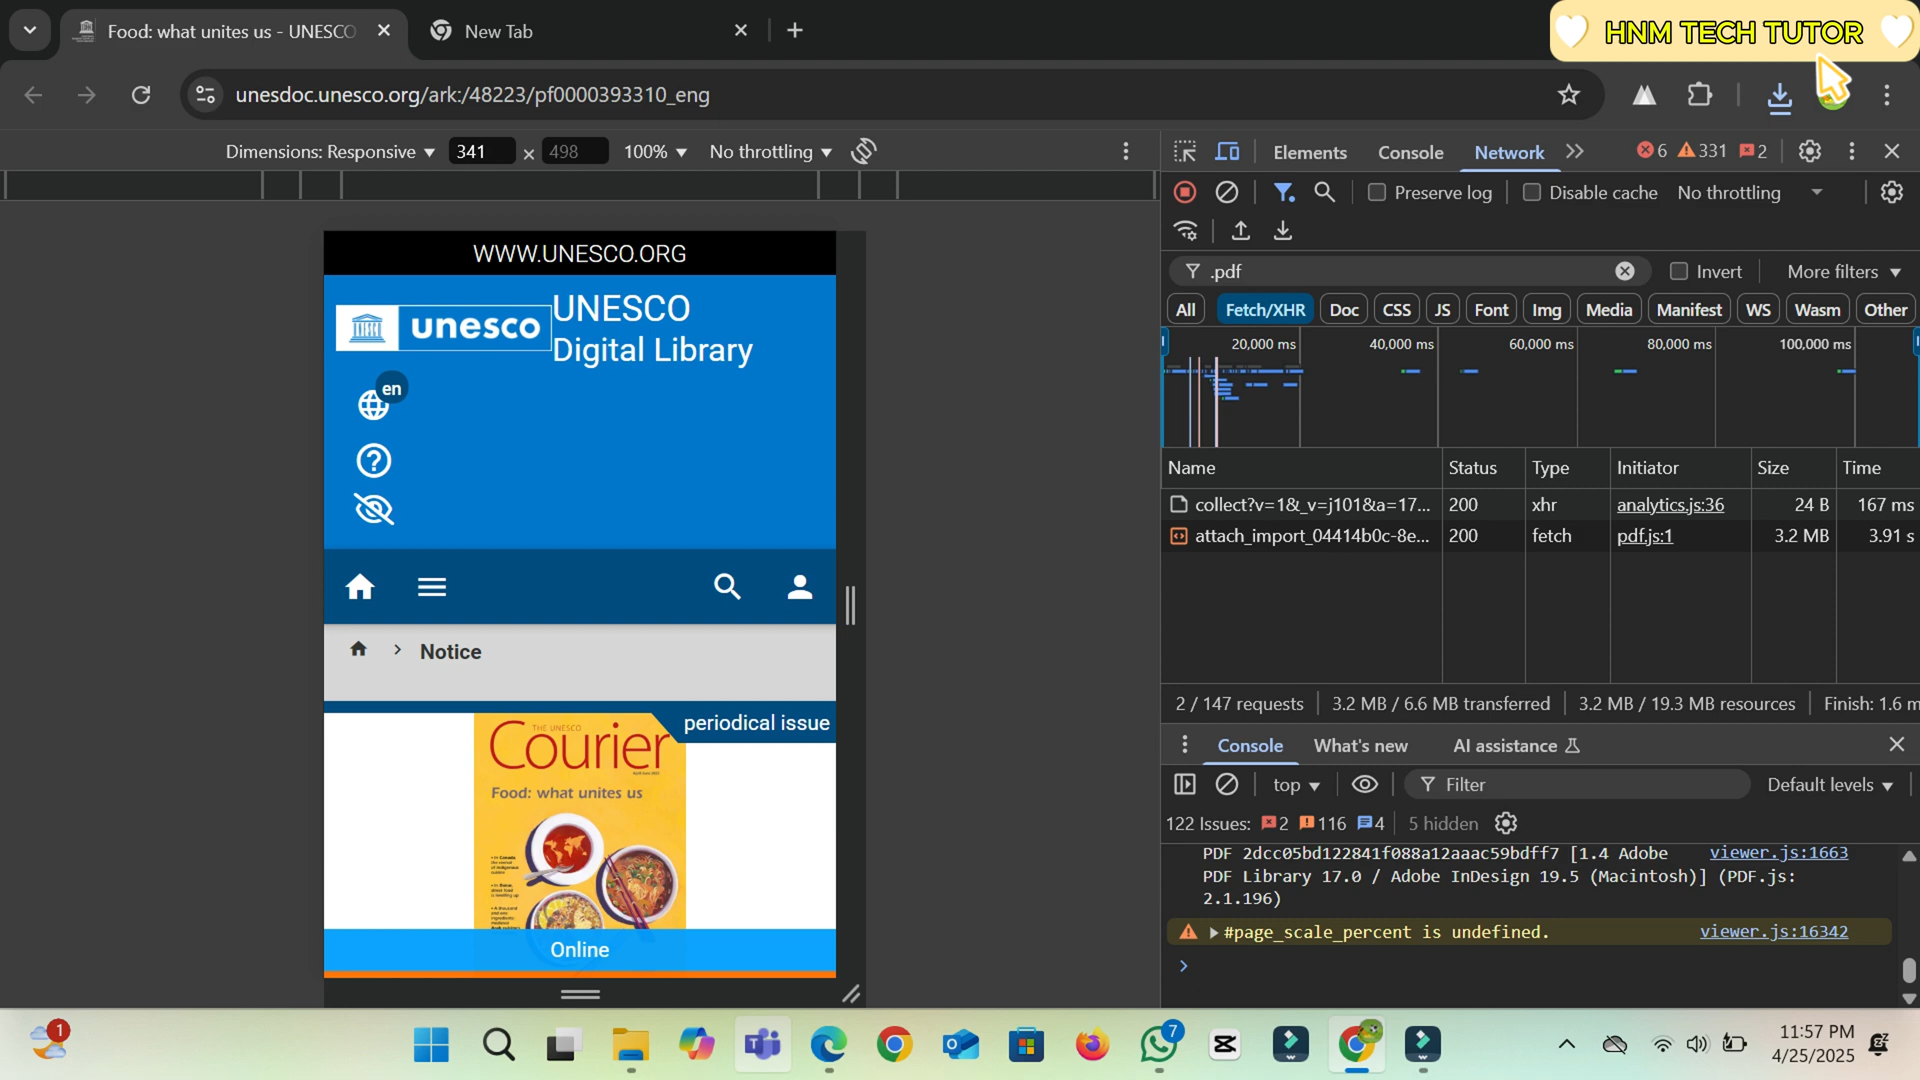 Food: what unites us - UNESCO
New Tab
HNM TECH TUTOR
unesdoc.unesco.org/ark:/48223/pf0000393310_eng
Dimensions: Responsive 341 × 498 100% No throttling
Elements Console Network 6 331 2
Preserve log Disable cache No throttling
.pdf Invert More filters
All Fetch/XHR Doc CSS JS Font Img Media Manifest WS Wasm Other
20,000 ms 40,000 ms 60,000 ms 80,000 ms 100,000 ms
Name Status Type Initiator Size Time
collect?v=1&_v=j101&a=17... 200 xhr analytics.js:36 24 B 167 ms
attach_import_04414b0c-8e... 200 fetch pdf.js:1 3.2 MB 3.91 s
2 / 147 requests 3.2 MB / 6.6 MB transferred 3.2 MB / 19.3 MB resources Finish: 1.6 m
Console What's new AI assistance
top Filter Default levels
122 Issues: 2 116 4 5 hidden
PDF 2dcc05bd122841f088a12aaac59bdff7 [1.4 Adobe viewer.js:1663
PDF Library 17.0 / Adobe InDesign 19.5 (Macintosh)] (PDF.js:
2.1.196)
#page_scale_percent is undefined. viewer.js:16342
WWW.UNESCO.ORG
unesco
UNESCO
Digital Library
en
Notice
periodical issue
THE UNESCO
Courier
Food: what unites us
Online
1
7
11:57 PM
4/25/2025